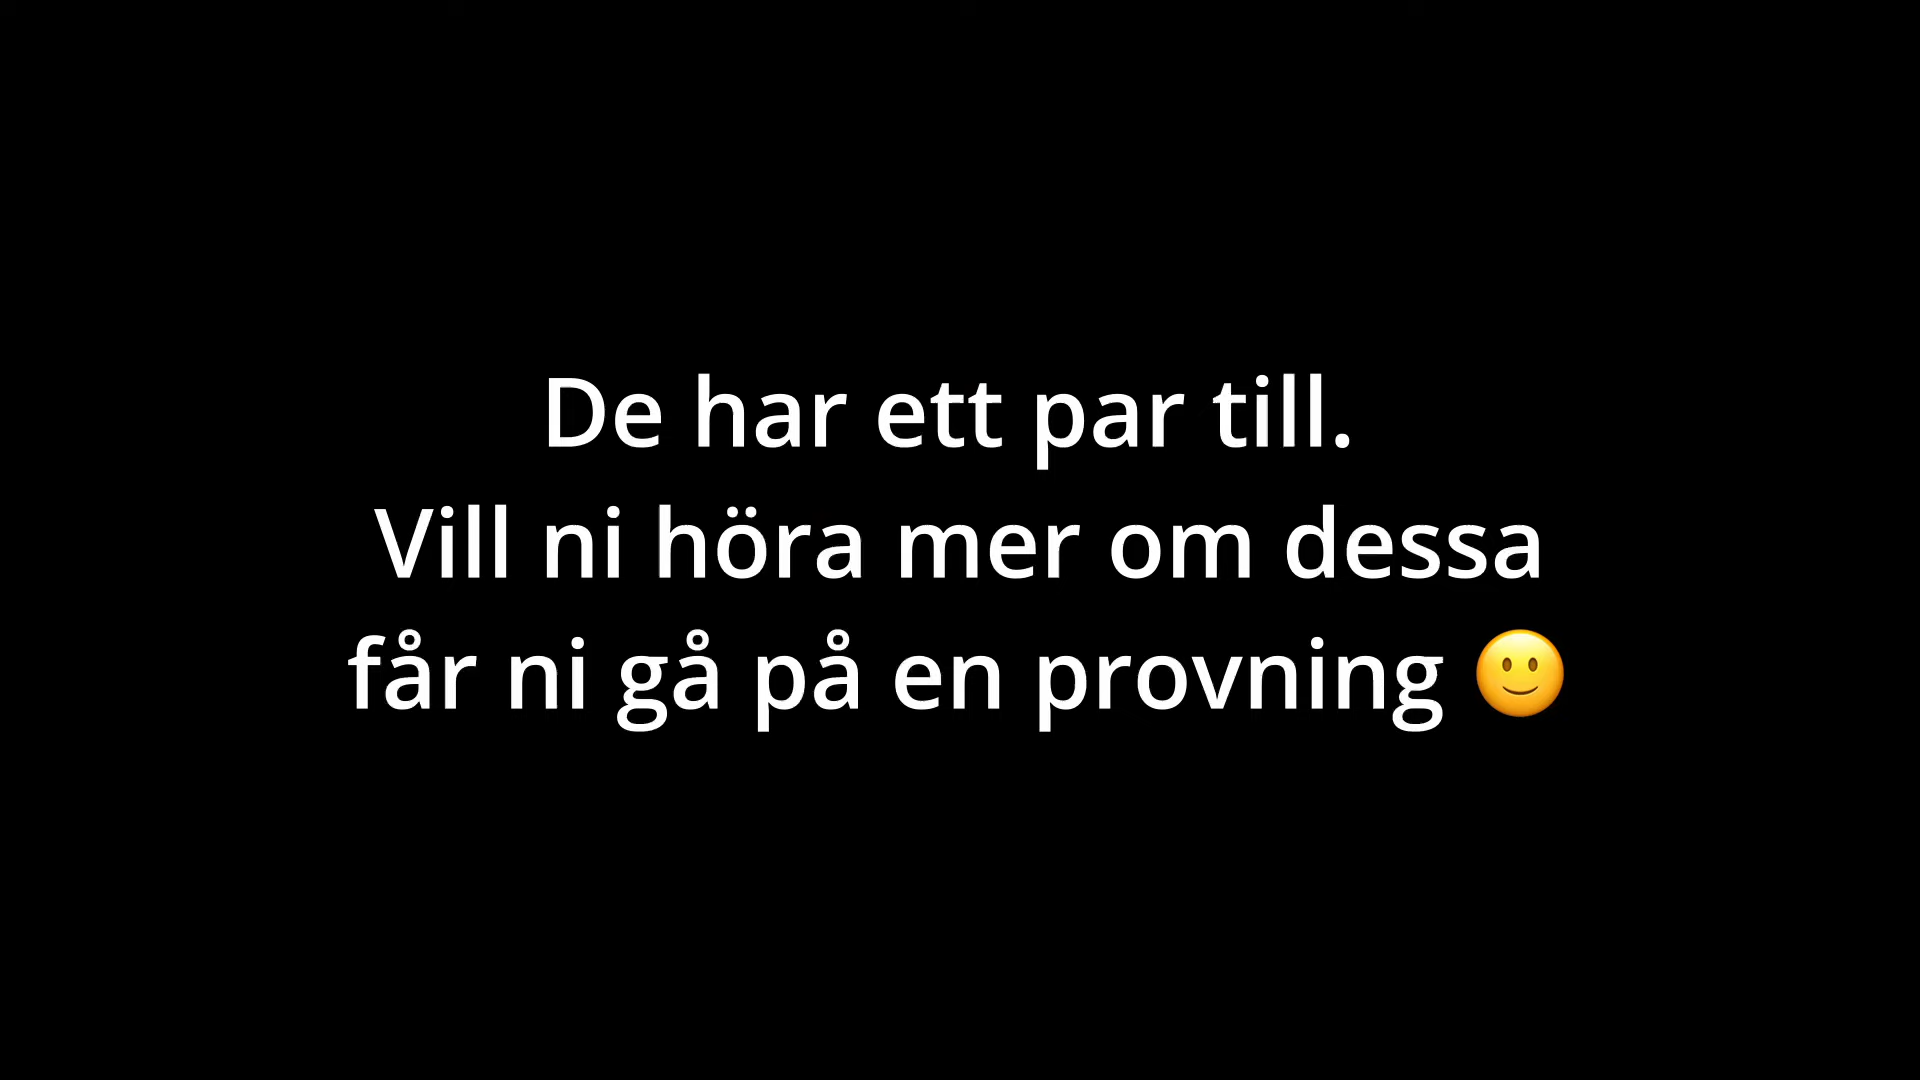 De har ett par till.
Vill ni höra mer om dessa
får ni gå på en provning 🙂